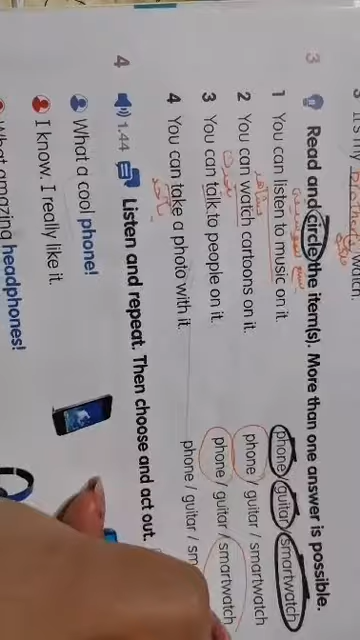 3 Read and circle the item(s). More than one answer is possible.
1 You can listen to music on it. phone / guitar / smartwatch
2 You can watch cartoons on it. phone / guitar / smartwatch
3 You can talk to people on it. phone / guitar / smartwatch
4 You can take a photo with it. phone / guitar / sm
4 1.44 Listen and repeat. Then choose and act out.
What a cool phone!
I know. I really like it.
What amazing headphones!